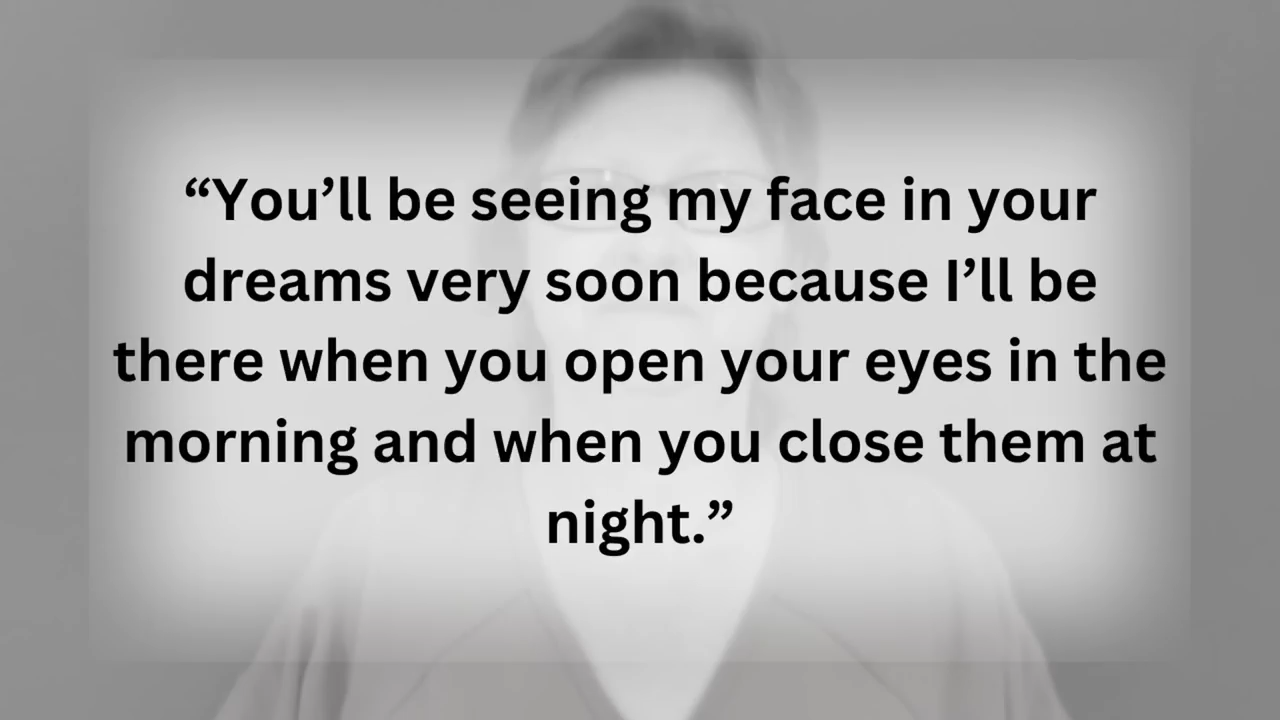 “You’ll be seeing my face in your
dreams very soon because I’ll be
there when you open your eyes in the
morning and when you close them at
night.”